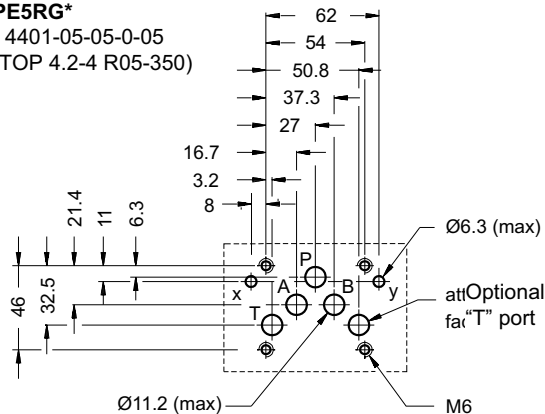 PE5RG*
4401-05-05-0-05
TOP 4.2-4 R05-350)
62
54
50.8
37.3
27
16.7
3.2
8
21.4
11
6.3
46
32.5
Ø6.3 (max)
P
A
B
x
y
T
Optional
"T" port
Ø11.2 (max)
M6